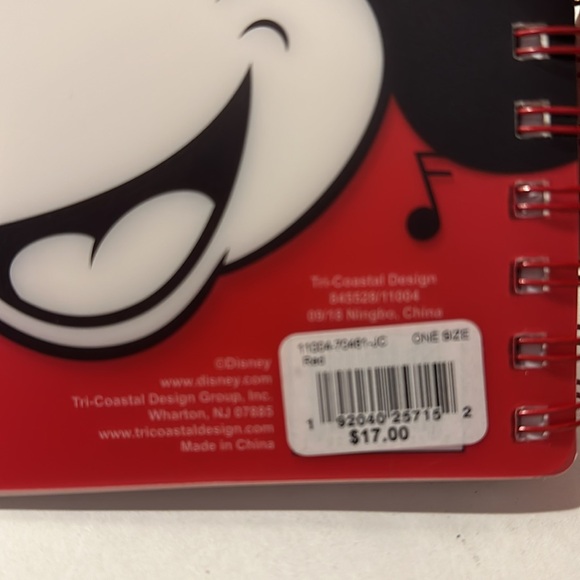 Tri-Coastal Design
845528/11004
09/18 Ningbo, China
©Disney
www.disney.com
Tri-Coastal Design Group, Inc.
Wharton, NJ 07885
www.tricoastaldesign.com
Made in China
ONE SIZE
Red
1 92040 25715 2
$17.00